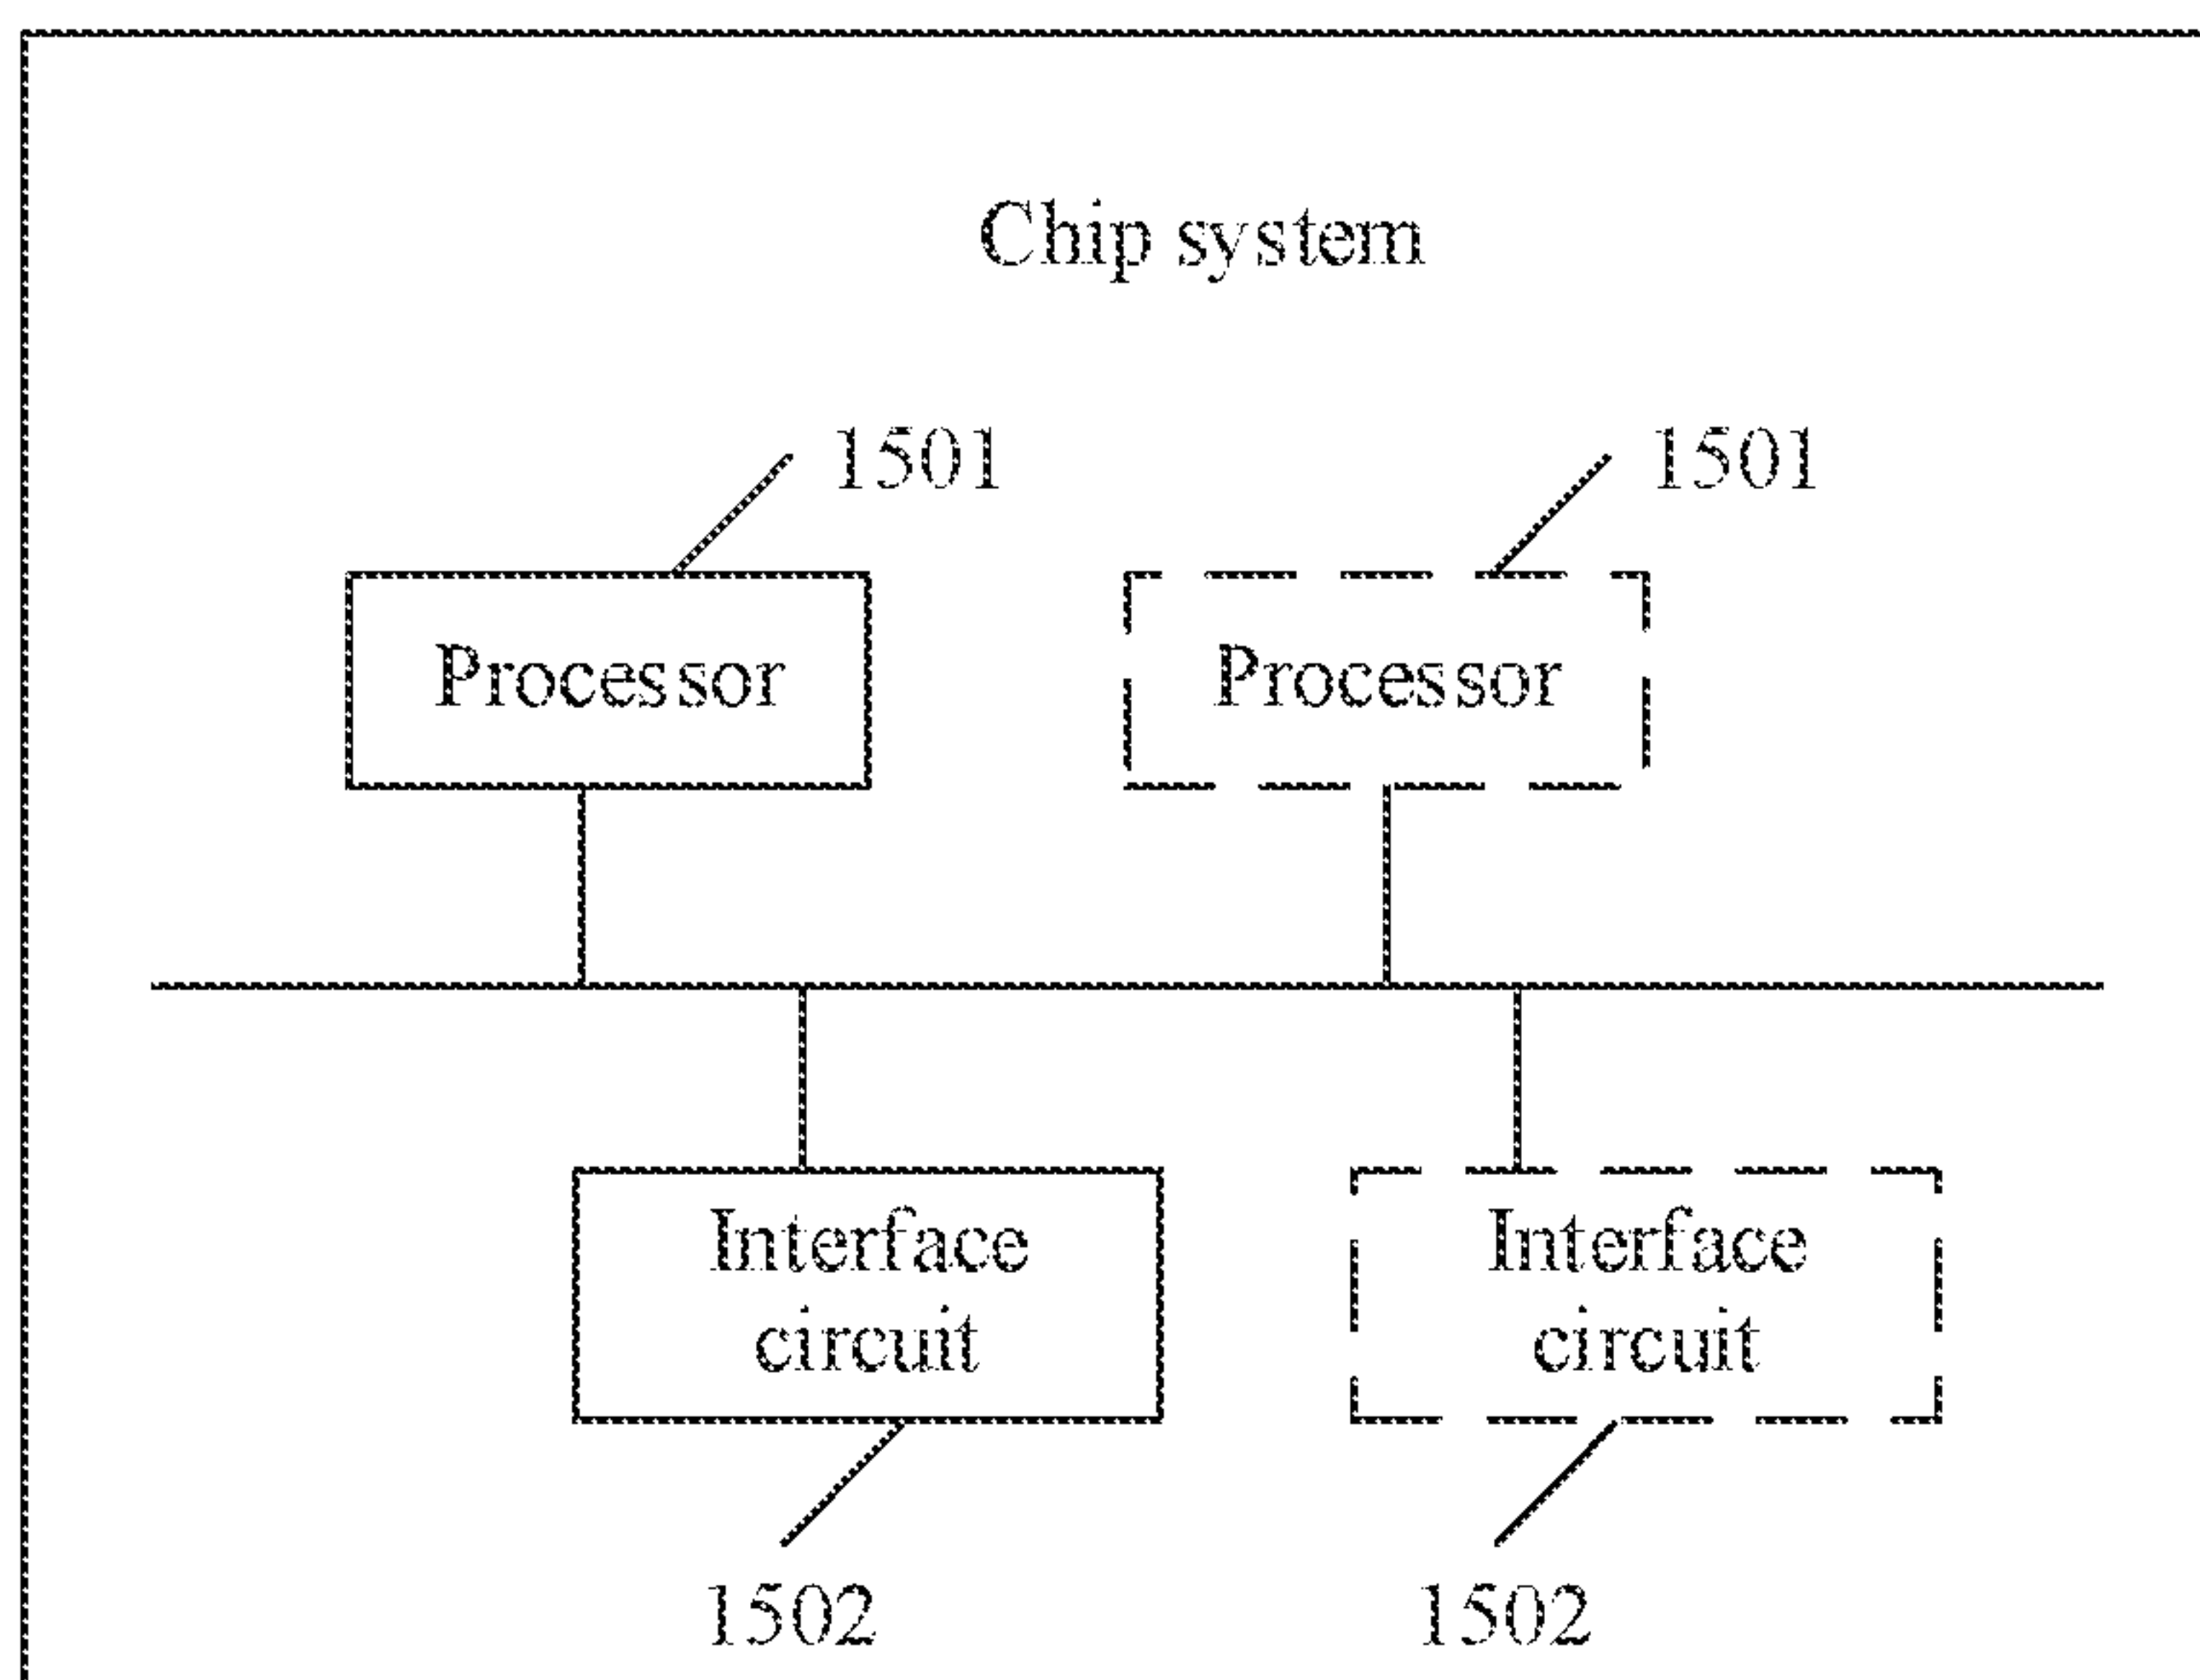 Chip system
1501 1501
Processor Processor
Interface Interface
circuit circuit
1502 1502